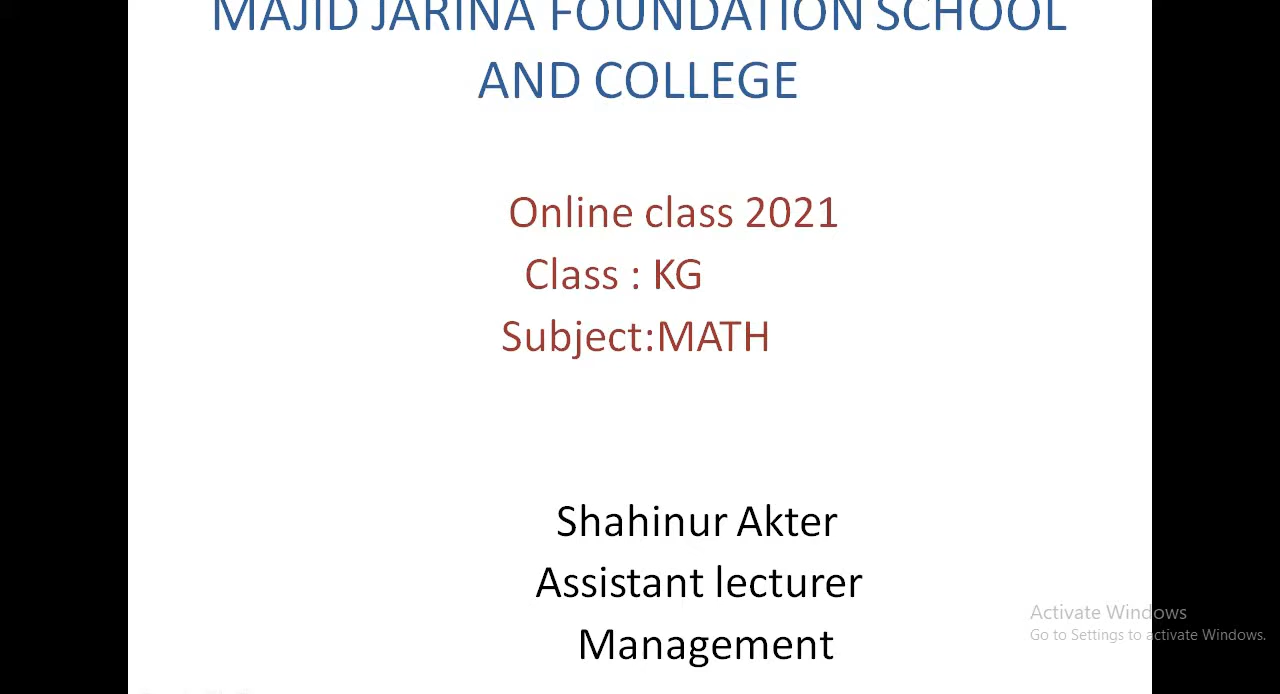 MAJID JARINA FOUNDATION SCHOOL
AND COLLEGE
Online class 2021
Class : KG
Subject:MATH
Shahinur Akter
Assistant lecturer
Management
Activate Windows
Go to Settings to activate Windows.